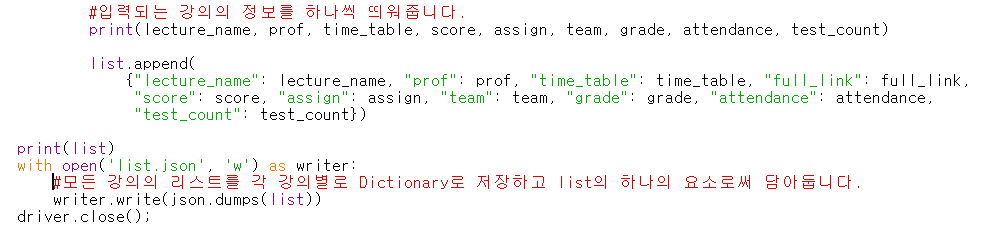 #입력되는 강의의 정보를 하나씩 띄워줍니다.
print(lecture_name, prof, time_table, score, assign, team, grade, attendance, test_count)
list.append(
{"lecture_name": lecture_name, "prof": prof, "time_table": time_table, "full_link": full_link,
"score": score, "assign": assign, "team": team, "grade": grade, "attendance": attendance,
"test_count": test_count})
print(list)
with open('list.json', 'w') as writer:
#모든 강의의 리스트를 각 강의별로 Dictionary로 저장하고 list의 하나의 요소로써 담아둡니다.
writer.write(json.dumps(list))
driver.close();